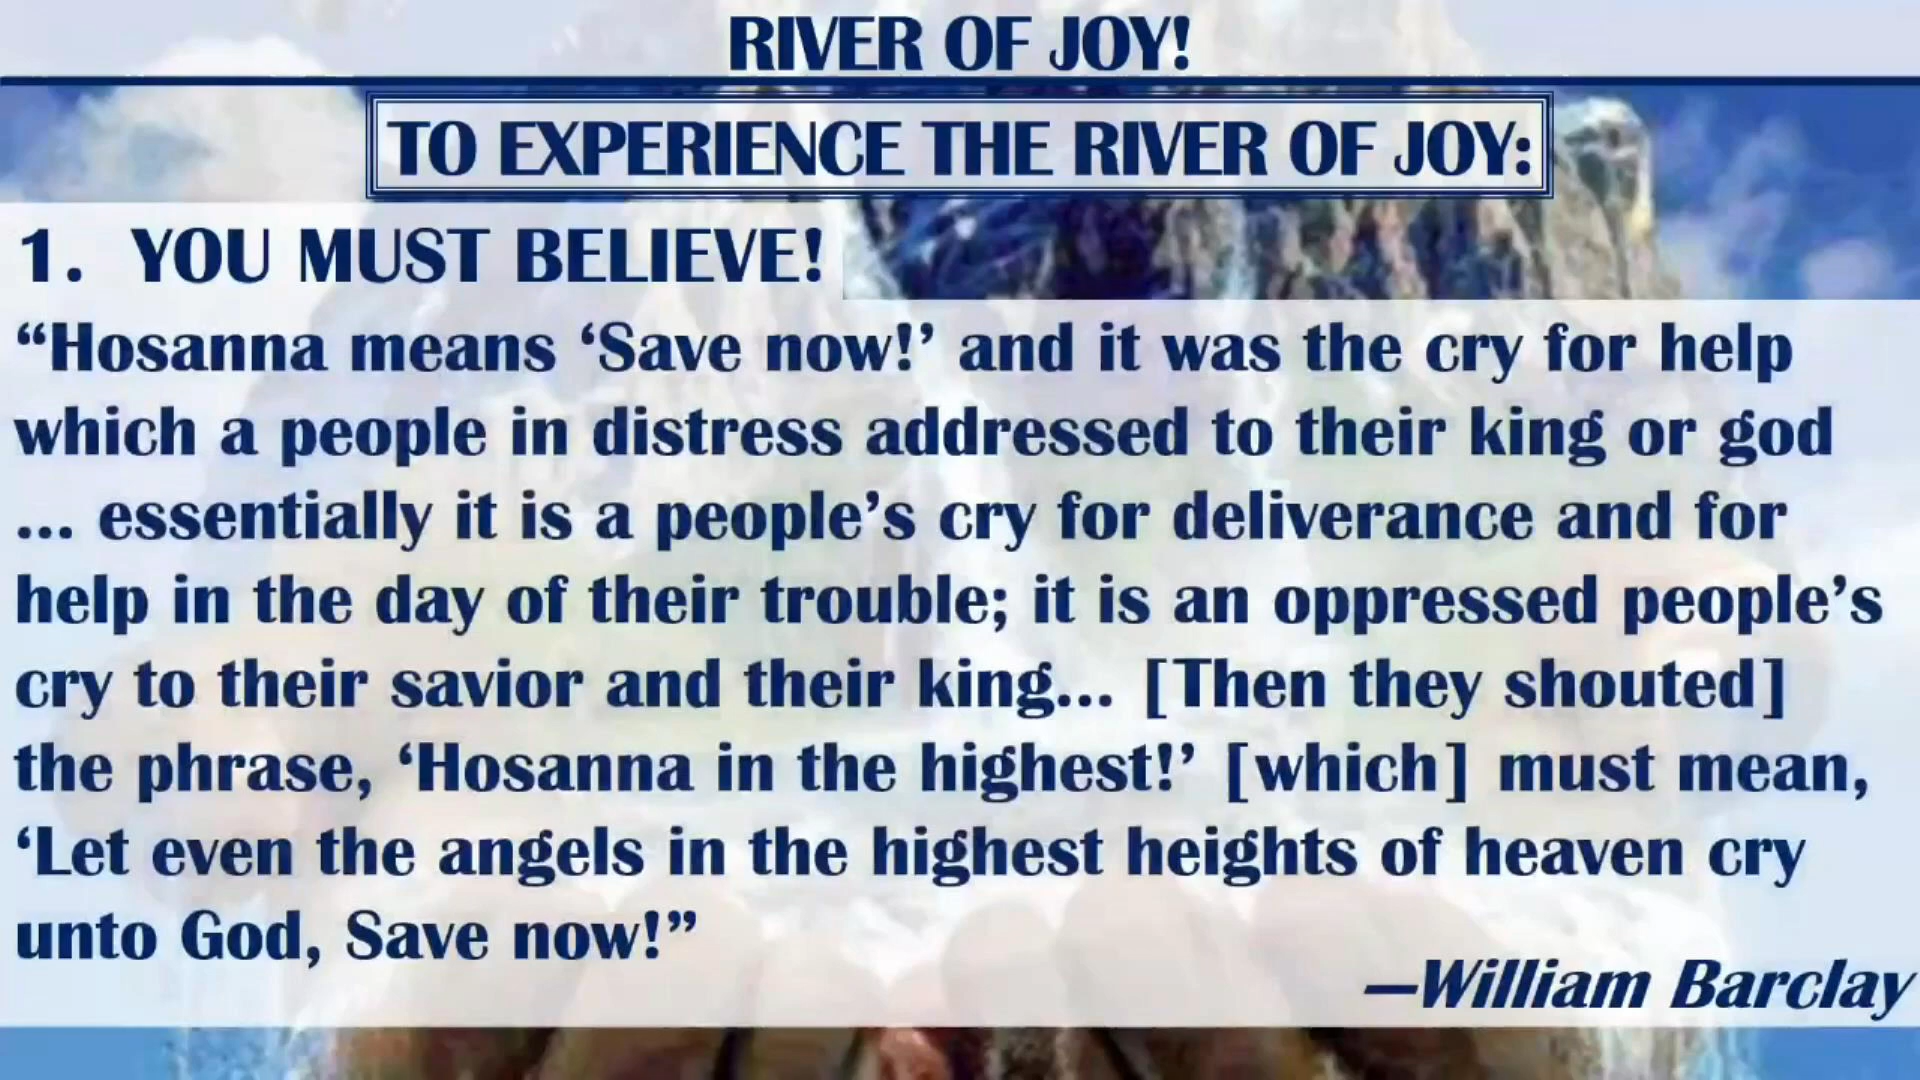 RIVER OF JOY!
TO EXPERIENCE THE RIVER OF JOY:
1. YOU MUST BELIEVE!
“Hosanna means ‘Save now!’ and it was the cry for help
which a people in distress addressed to their king or god
... essentially it is a people’s cry for deliverance and for
help in the day of their trouble; it is an oppressed people’s
cry to their savior and their king... [Then they shouted]
the phrase, ‘Hosanna in the highest!’ [which] must mean,
‘Let even the angels in the highest heights of heaven cry
unto God, Save now!”
—William Barclay